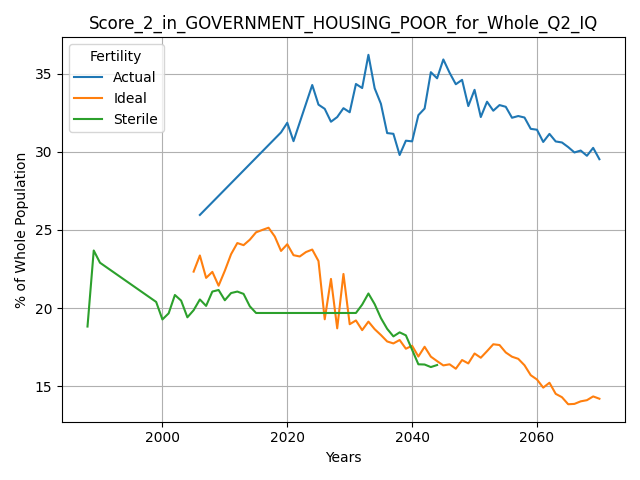 Score_2_in_GOVERNMENT_HOUSING_POOR_for_Whole_Q2_IQ
Fertility
Actual
Ideal
Sterile
% of Whole Population
35
30
25
20
15
2000 2020 2040 2060
Years